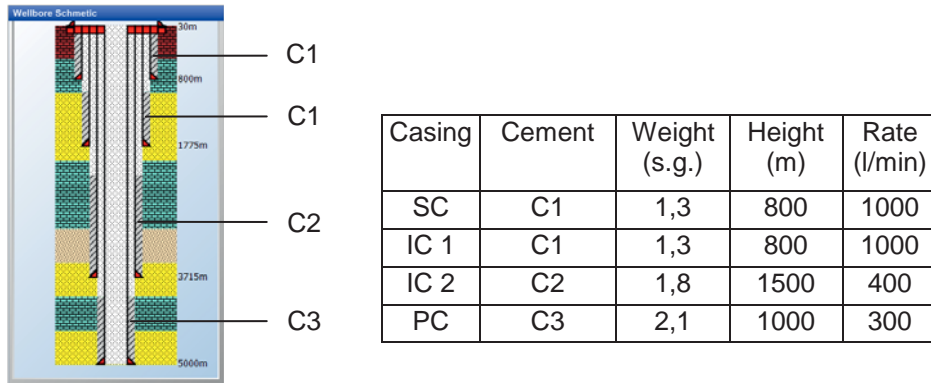 Wellbore Schmetic
30m
800m
1775m
3715m
5000m
C1
C1
C2
C3
Casing Cement Weight (s.g.) Height (m) Rate (l/min)
SC C1 1,3 800 1000
IC 1 C1 1,3 800 1000
IC 2 C2 1,8 1500 400
PC C3 2,1 1000 300